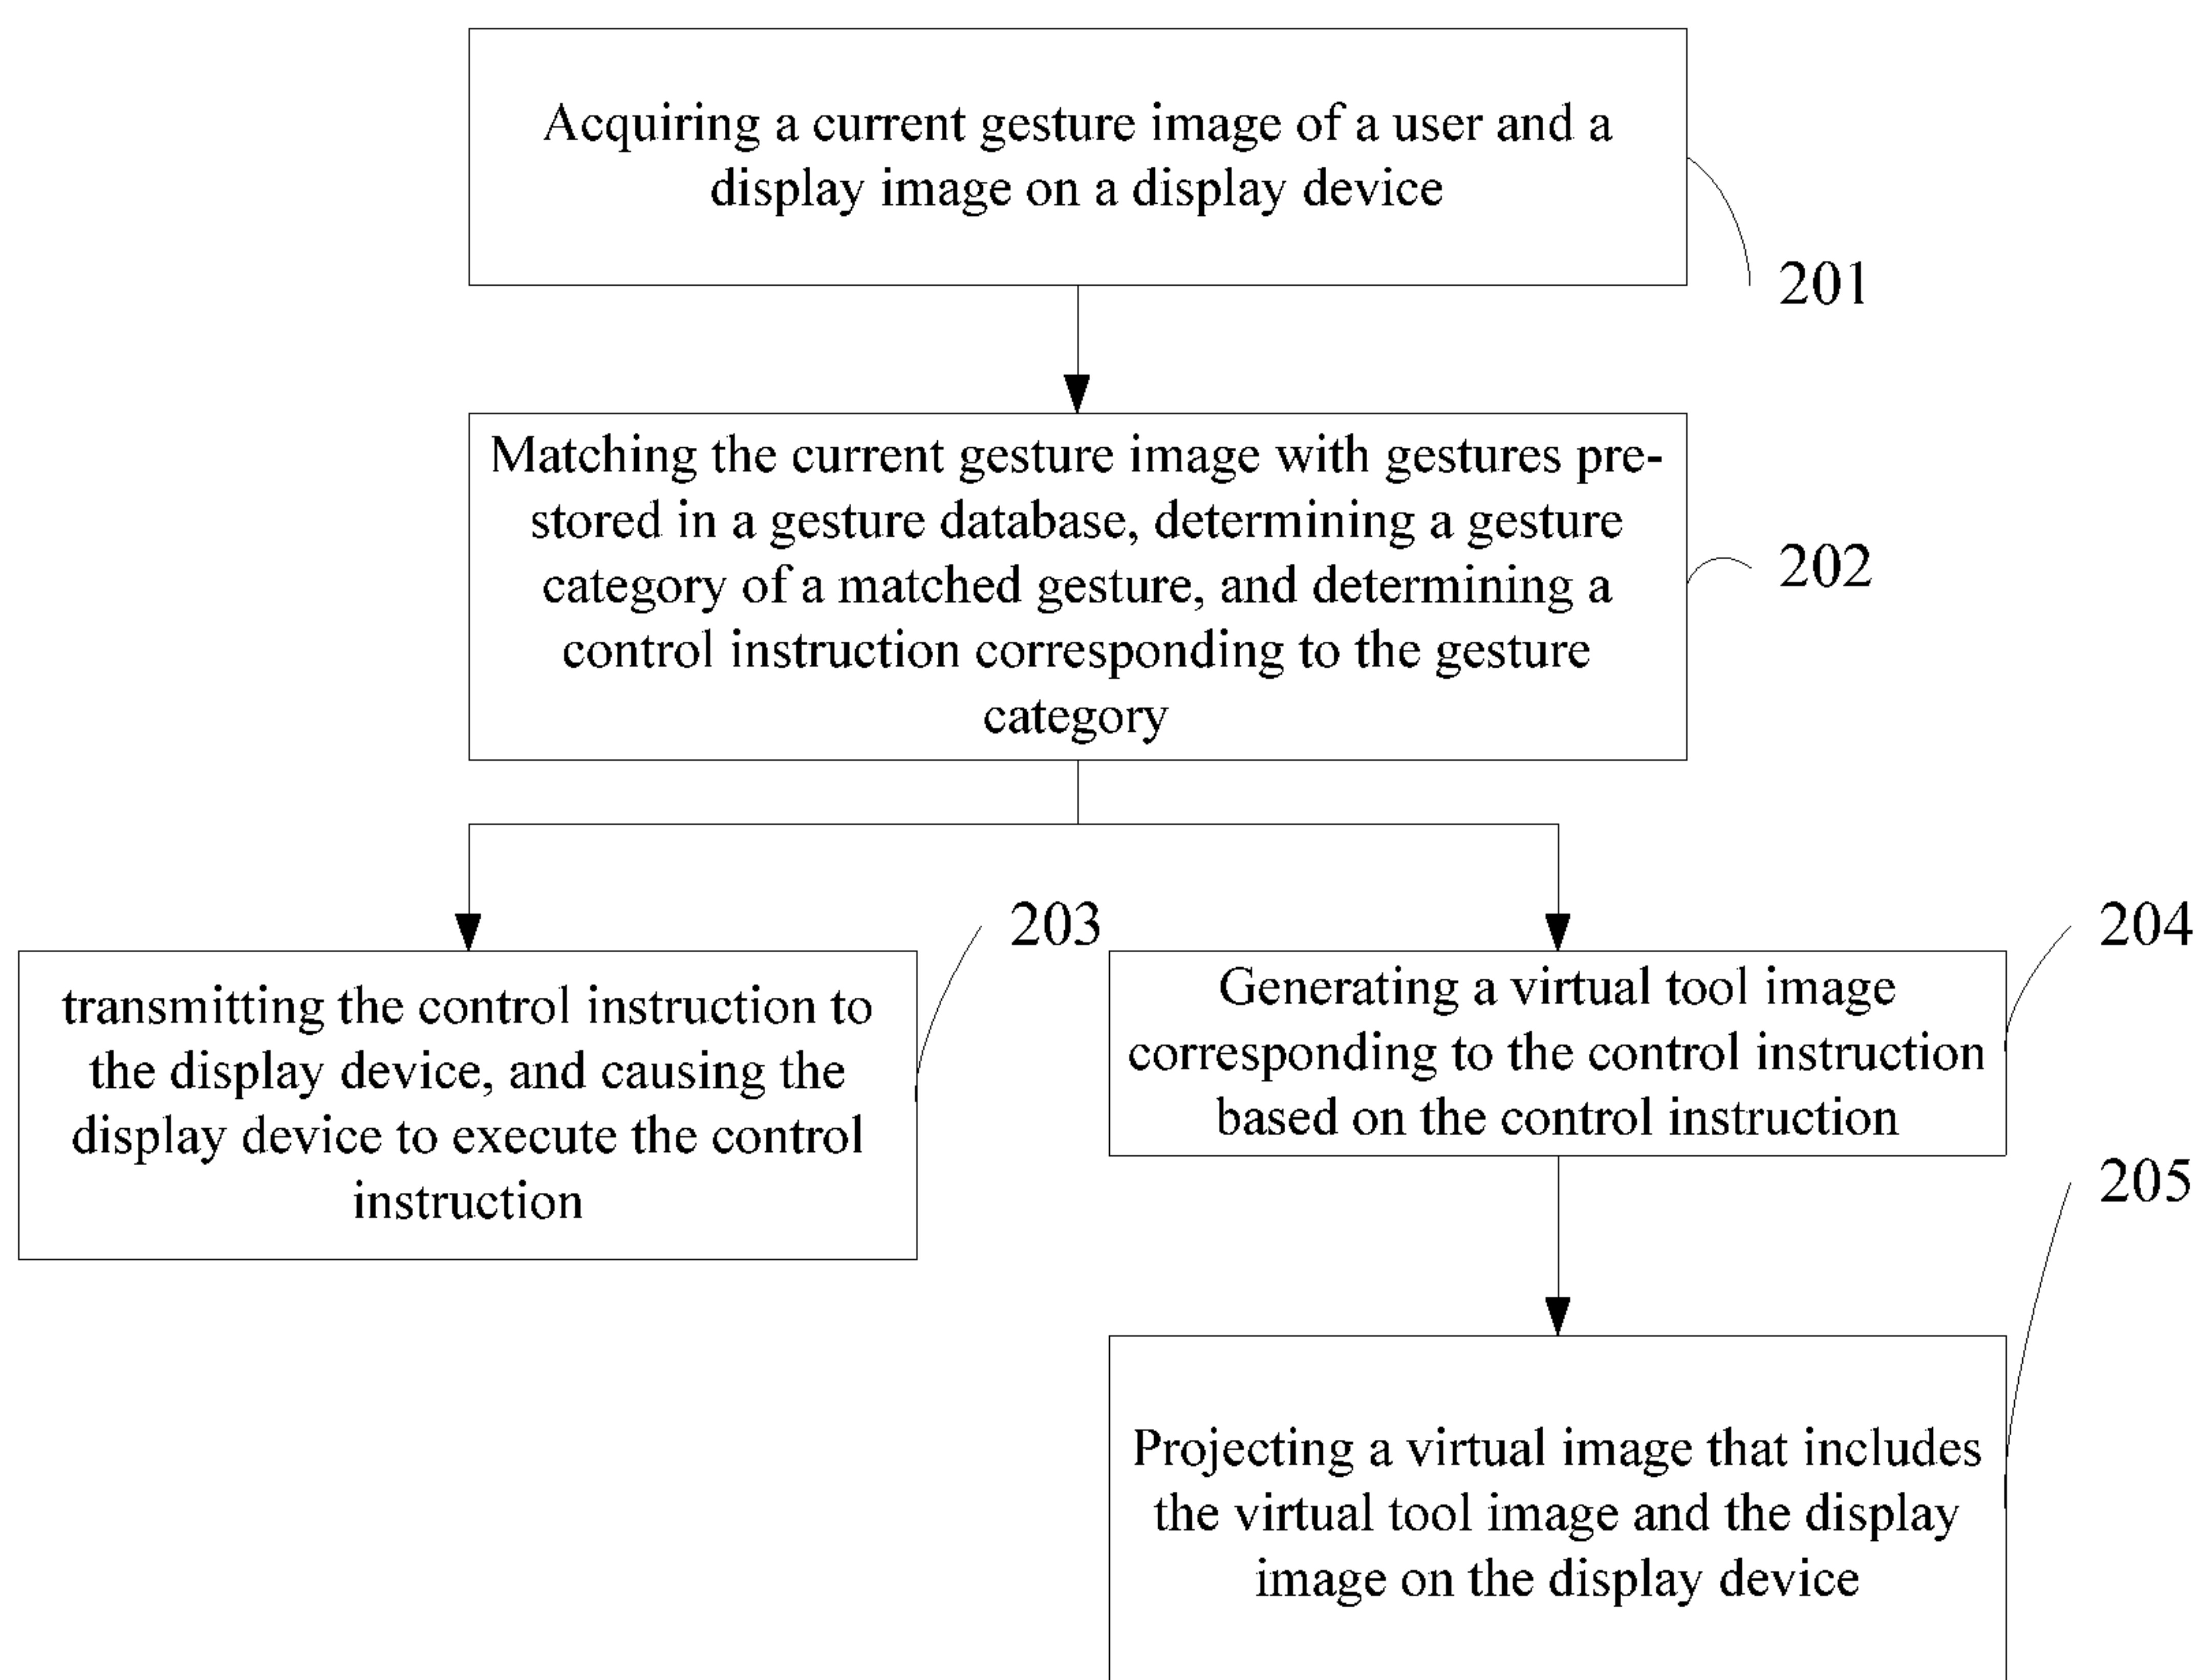 Acquiring a current gesture image of a user and a
display image on a display device
201
Matching the current gesture image with gestures pre-
stored in a gesture database, determining a gesture
category of a matched gesture, and determining a
control instruction corresponding to the gesture
category
202
203
transmitting the control instruction to
the display device, and causing the
display device to execute the control
instruction
204
Generating a virtual tool image
corresponding to the control instruction
based on the control instruction
205
Projecting a virtual image that includes
the virtual tool image and the display
image on the display device